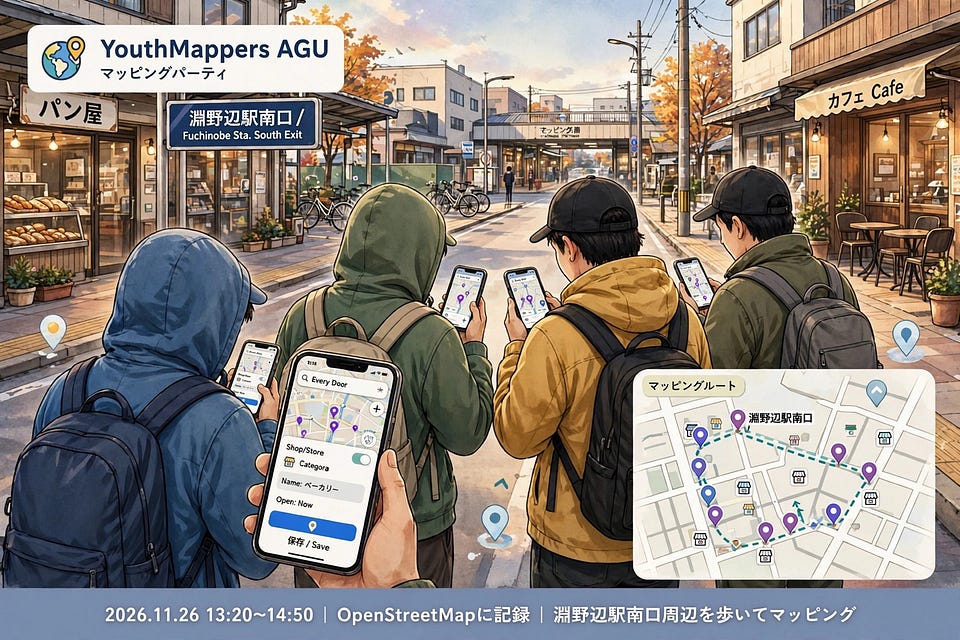 YouthMappers AGU
マッピングパーティ
パン屋
淵野辺駅南口 /
Fuchinobe Sta. South Exit
カフェ Cafe
Every Door
Shop/Store
Categora
Name: ベーカリー
Open: Now
保存 / Save
マッピングルート
淵野辺駅南口
2026.11.26 13:20~14:50 | OpenStreetMapに記録 | 淵野辺駅南口周辺を歩いてマッピング